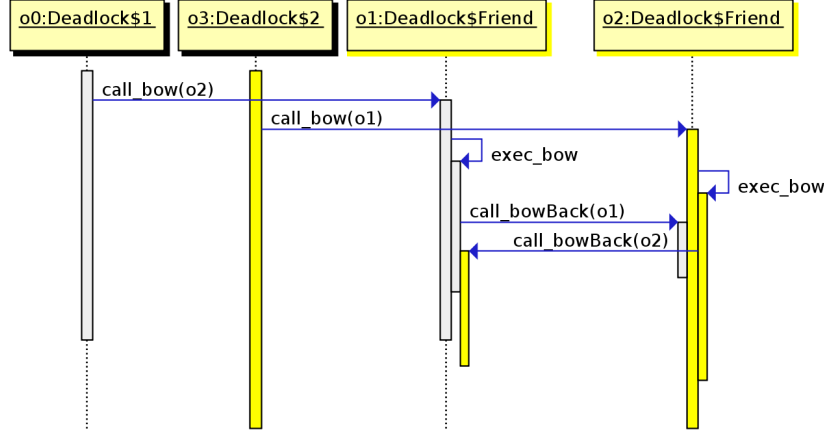 o0:Deadlock$1
o3:Deadlock$2
o1:Deadlock$Friend
o2:Deadlock$Friend
call_bow(o2)
call_bow(o1)
exec_bow
exec_bow
call_bowBack(o1)
call_bowBack(o2)